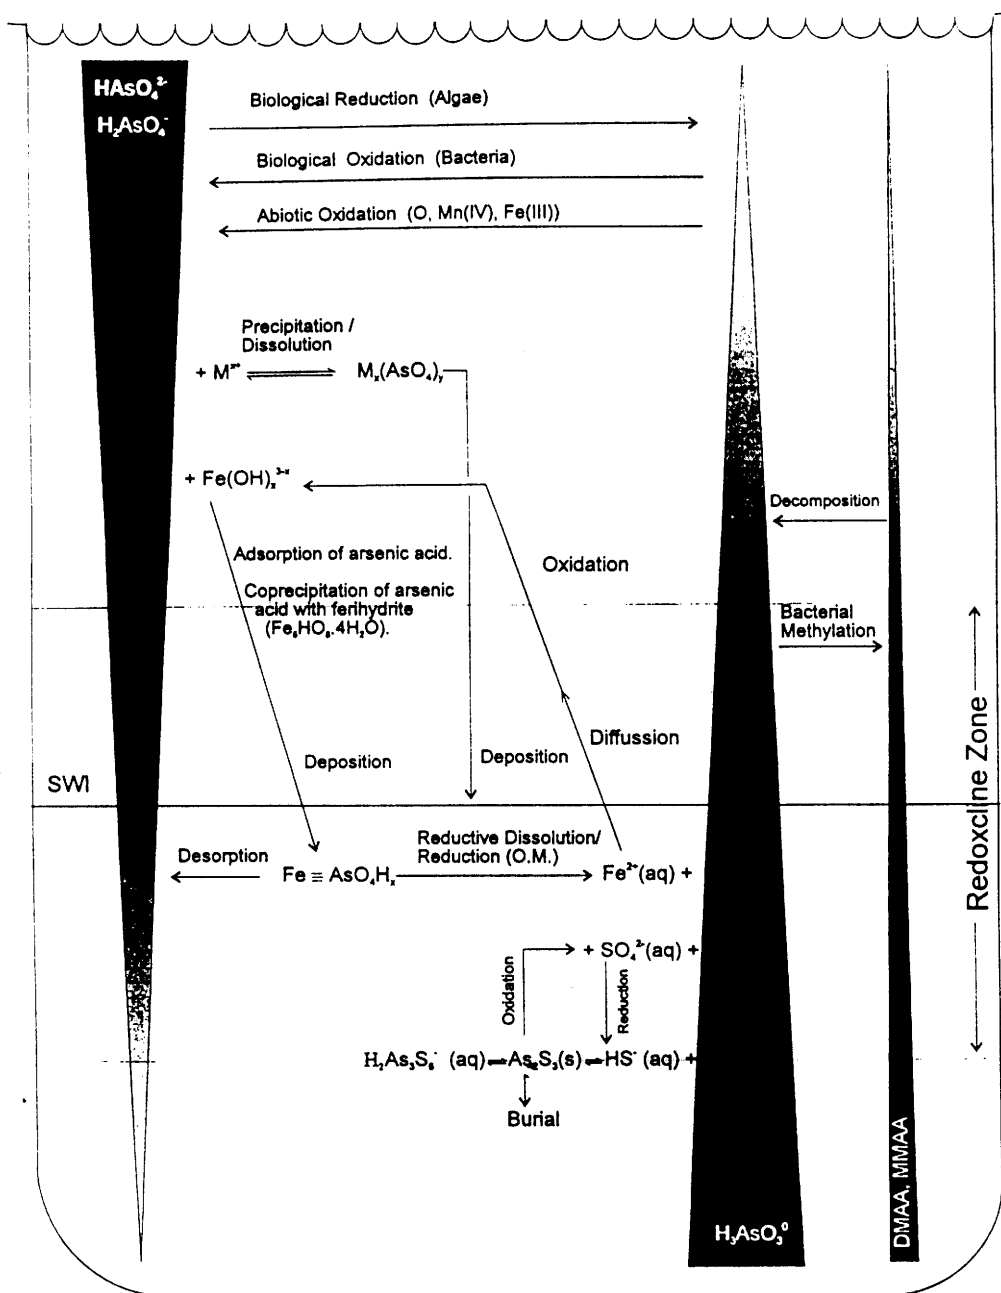 HAsO₄²⁻
H₂AsO₄⁻
Biological Reduction (Algae)
Biological Oxidation (Bacteria)
Abiotic Oxidation (O, Mn(IV), Fe(III))
Precipitation /
Dissolution
+ Mˣ⁺ ⇌ Mₓ(AsO₄)ᵧ
+ Fe(OH)ₓ³⁻ˣ
Decomposition
Adsorption of arsenic acid.
Oxidation
Coprecipitation of arsenic
acid with ferihydrite
(Fe₅HO₈.4H₂O).
Bacterial
Methylation
Diffussion
Deposition
Deposition
SWI
Redoxcline Zone
Reductive Dissolution/
Reduction (O.M.)
Desorption
Fe ≡ AsO₄Hₓ
Fe²⁺(aq) +
+ SO₄²⁻(aq) +
Oxidation
Reduction
H₂As₃S₆⁻ (aq) ⇌ As₂S₃(s) ⇌ HS⁻ (aq) +
Burial
H₃AsO₃⁰
DMAA, MMAA